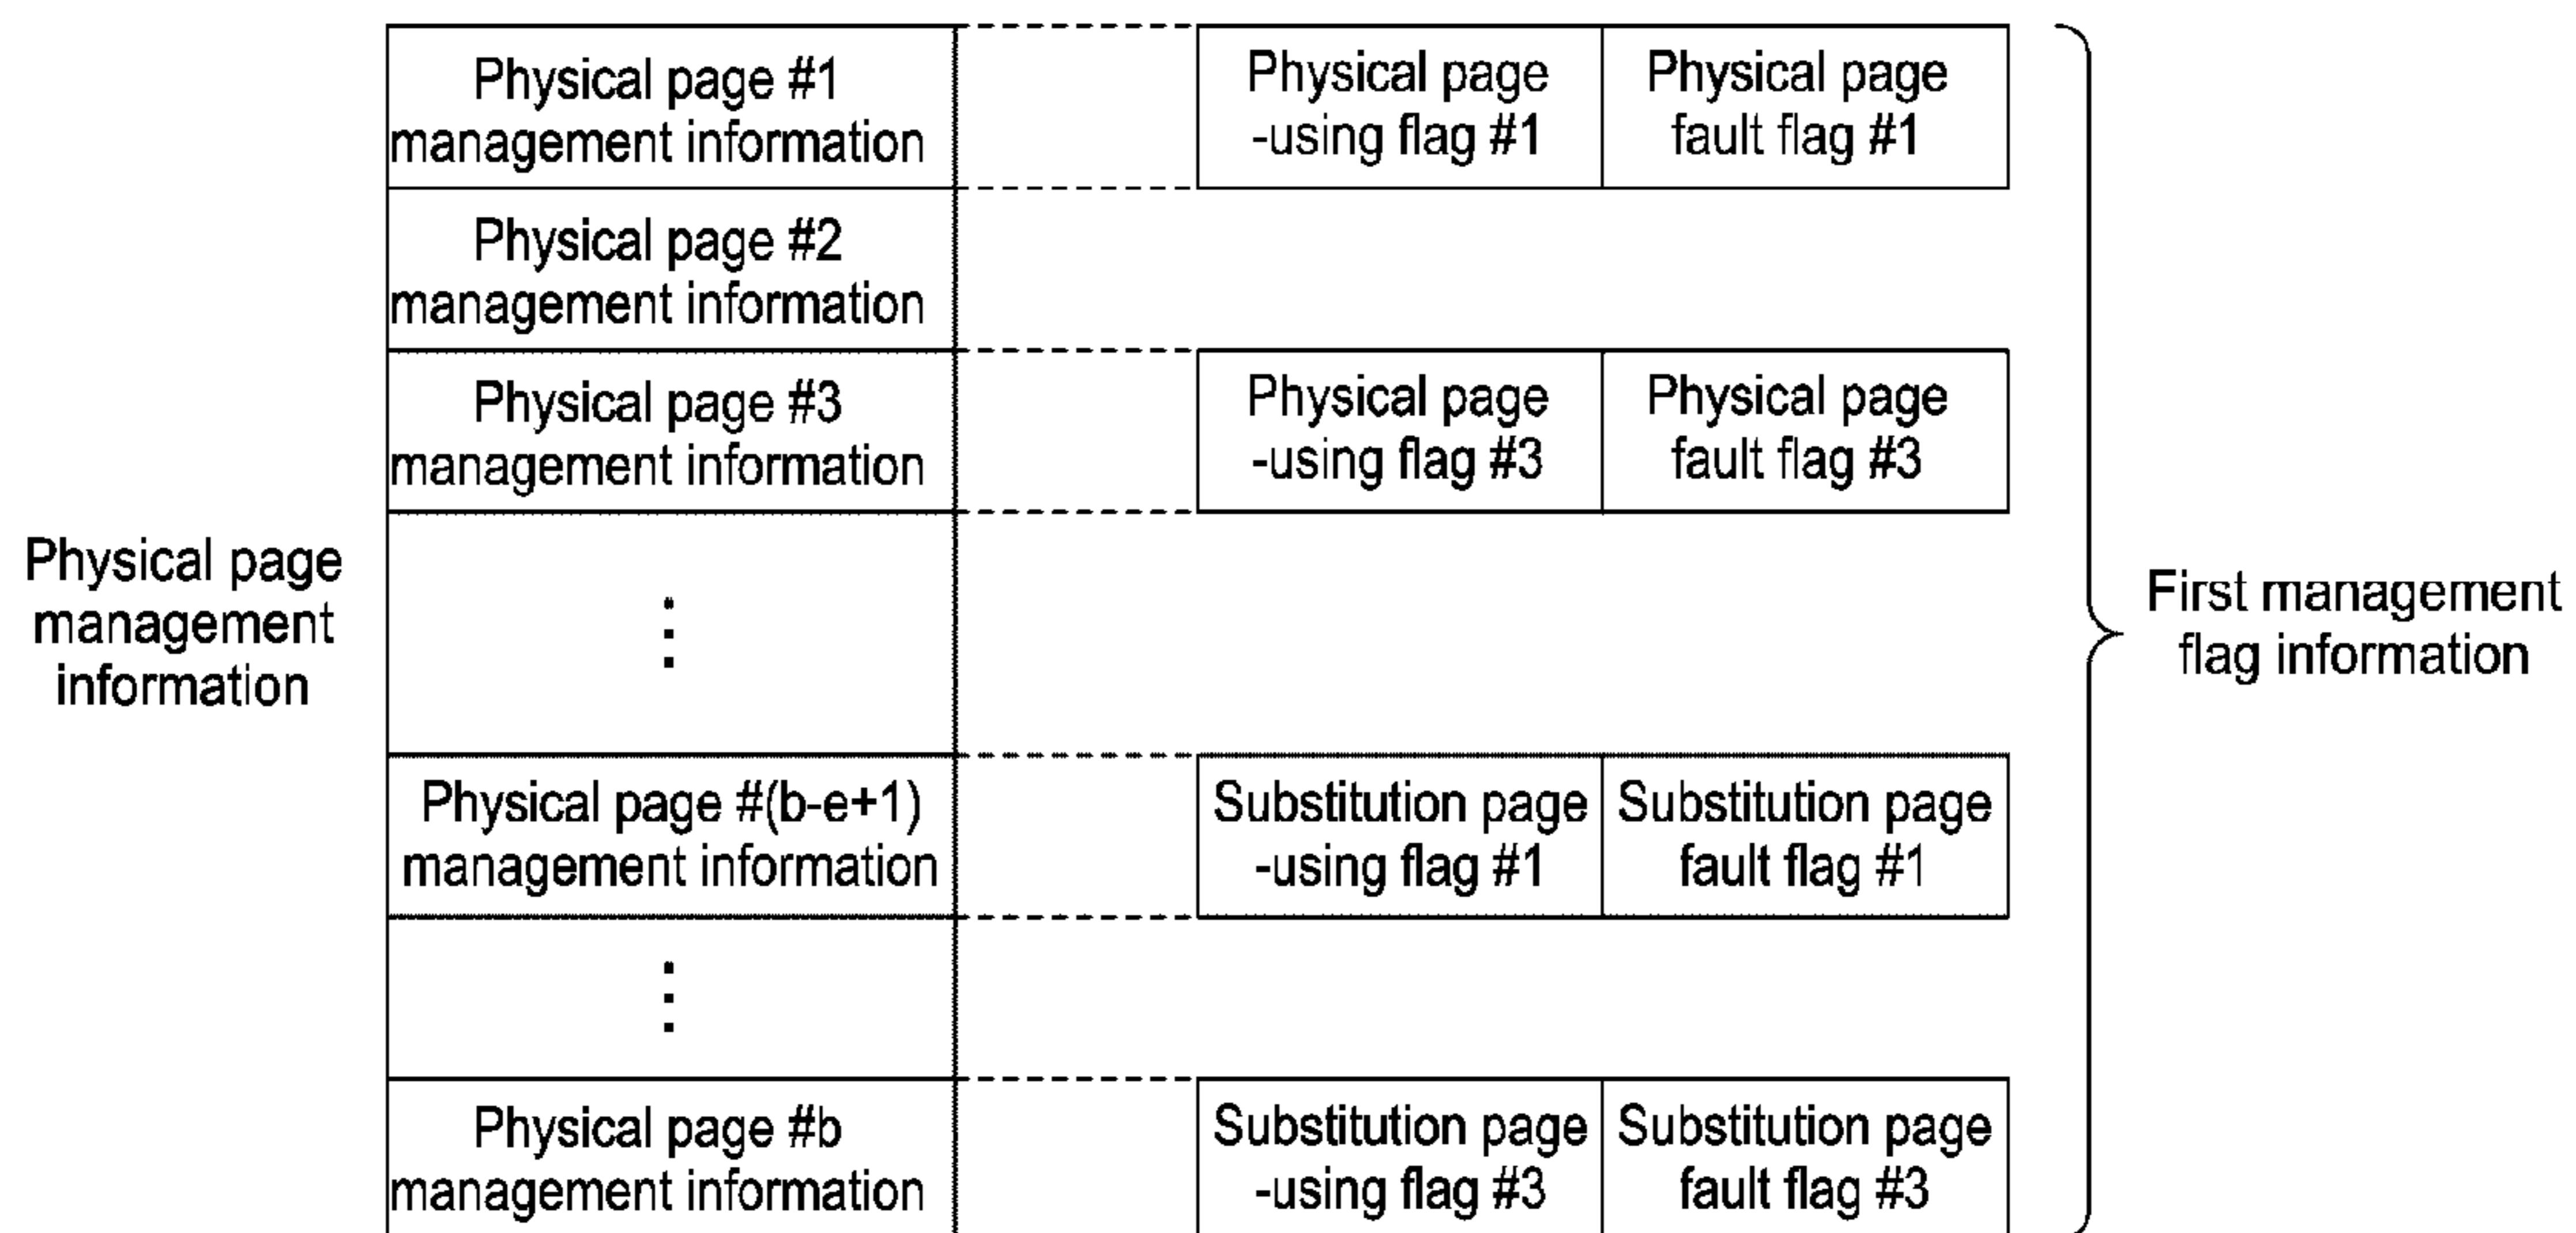 Physical page
management
information
Physical page #1
management information
Physical page #2
management information
Physical page #3
management information
⋮
Physical page #(b-e+1)
management information
⋮
Physical page #b
management information
Physical page
-using flag #1
Physical page
fault flag #1
Physical page
-using flag #3
Physical page
fault flag #3
Substitution page
-using flag #1
Substitution page
fault flag #1
Substitution page
-using flag #3
Substitution page
fault flag #3
First management
flag information